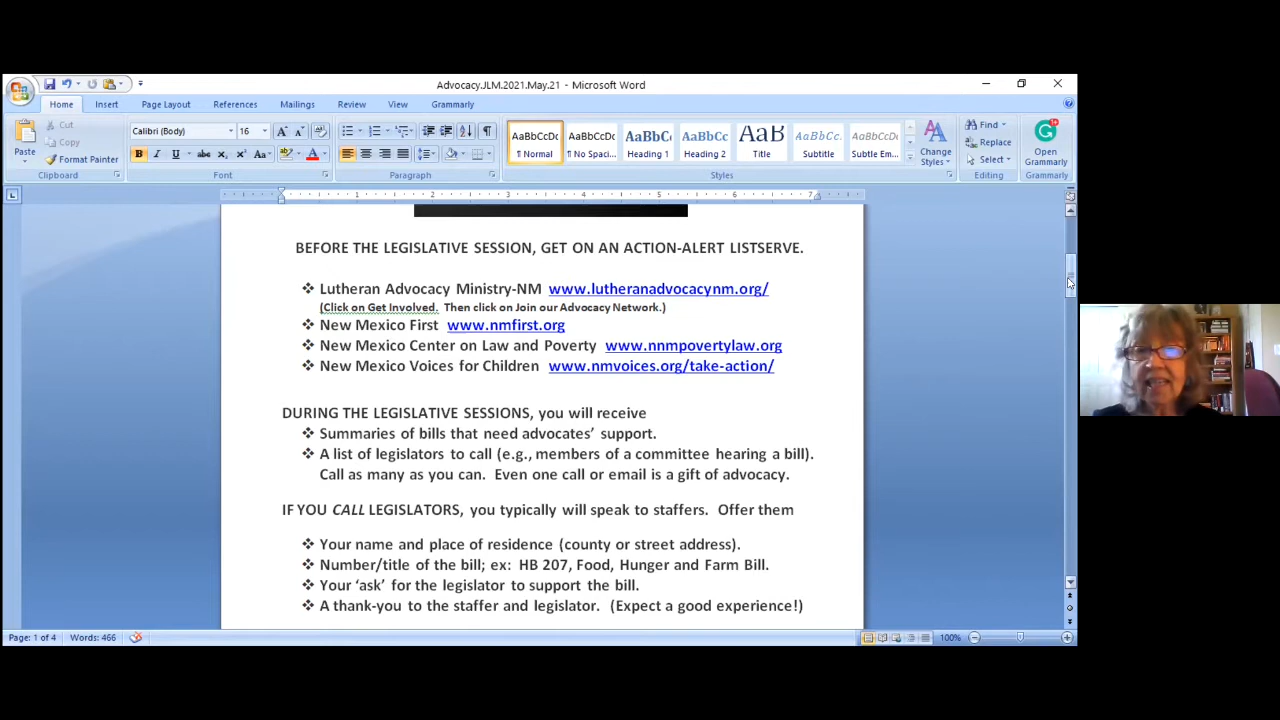 Advocacy.JLM.2021.May.21 - Microsoft Word
Home Insert Page Layout References Mailings Review View Grammarly
Paste Cut Copy Format Painter Clipboard
Calibri (Body) 16 Font
Paragraph
AaBbCcDc ¶ Normal AaBbCcDc ¶ No Spaci... AaBbC Heading 1 AaBbCc Heading 2 AaB Title AaBbCc. Subtitle AaBbCcDc Subtle Em... Change Styles Styles
Find Replace Select Editing
Open Grammarly Grammarly
1 2 3 4 5 6 7
BEFORE THE LEGISLATIVE SESSION, GET ON AN ACTION-ALERT LISTSERVE.
❖ Lutheran Advocacy Ministry-NM www.lutheranadvocacynm.org/
(Click on Get Involved. Then click on Join our Advocacy Network.)
❖ New Mexico First www.nmfirst.org
❖ New Mexico Center on Law and Poverty www.nnmpovertylaw.org
❖ New Mexico Voices for Children www.nmvoices.org/take-action/
DURING THE LEGISLATIVE SESSIONS, you will receive
❖ Summaries of bills that need advocates’ support.
❖ A list of legislators to call (e.g., members of a committee hearing a bill).
Call as many as you can. Even one call or email is a gift of advocacy.
IF YOU CALL LEGISLATORS, you typically will speak to staffers. Offer them
❖ Your name and place of residence (county or street address).
❖ Number/title of the bill; ex: HB 207, Food, Hunger and Farm Bill.
❖ Your ‘ask’ for the legislator to support the bill.
❖ A thank-you to the staffer and legislator. (Expect a good experience!)
Page: 1 of 4 Words: 466 100%